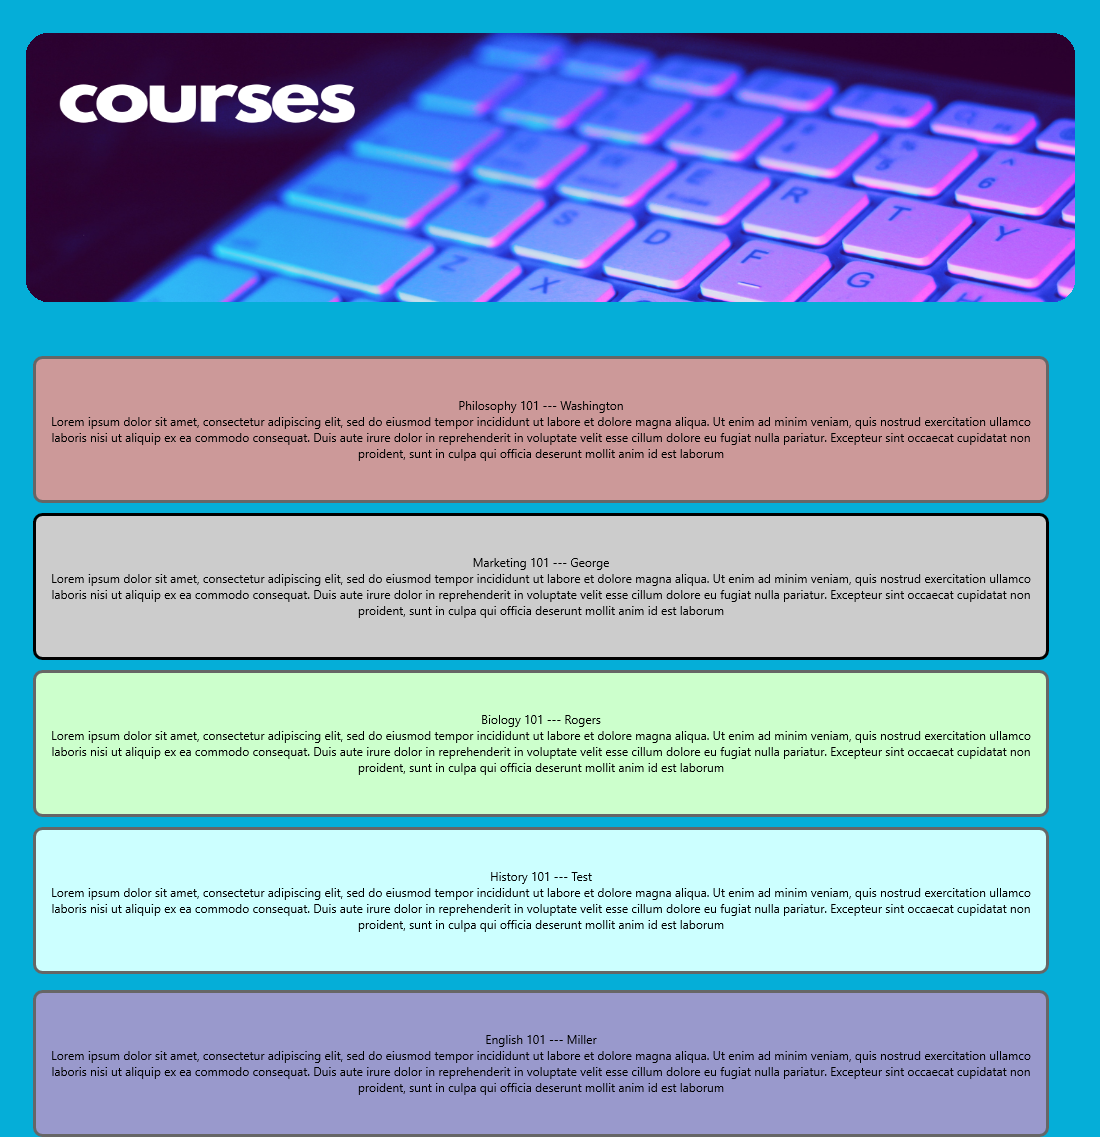 courses
% 5
^ 6
E R T Y
A S D F G H
Z X
Philosophy 101 --- Washington
Lorem ipsum dolor sit amet, consectetur adipiscing elit, sed do eiusmod tempor incididunt ut labore et dolore magna aliqua. Ut enim ad minim veniam, quis nostrud exercitation ullamco
laboris nisi ut aliquip ex ea commodo consequat. Duis aute irure dolor in reprehenderit in voluptate velit esse cillum dolore eu fugiat nulla pariatur. Excepteur sint occaecat cupidatat non
proident, sunt in culpa qui officia deserunt mollit anim id est laborum
Marketing 101 --- George
Lorem ipsum dolor sit amet, consectetur adipiscing elit, sed do eiusmod tempor incididunt ut labore et dolore magna aliqua. Ut enim ad minim veniam, quis nostrud exercitation ullamco
laboris nisi ut aliquip ex ea commodo consequat. Duis aute irure dolor in reprehenderit in voluptate velit esse cillum dolore eu fugiat nulla pariatur. Excepteur sint occaecat cupidatat non
proident, sunt in culpa qui officia deserunt mollit anim id est laborum
Biology 101 --- Rogers
Lorem ipsum dolor sit amet, consectetur adipiscing elit, sed do eiusmod tempor incididunt ut labore et dolore magna aliqua. Ut enim ad minim veniam, quis nostrud exercitation ullamco
laboris nisi ut aliquip ex ea commodo consequat. Duis aute irure dolor in reprehenderit in voluptate velit esse cillum dolore eu fugiat nulla pariatur. Excepteur sint occaecat cupidatat non
proident, sunt in culpa qui officia deserunt mollit anim id est laborum
History 101 --- Test
Lorem ipsum dolor sit amet, consectetur adipiscing elit, sed do eiusmod tempor incididunt ut labore et dolore magna aliqua. Ut enim ad minim veniam, quis nostrud exercitation ullamco
laboris nisi ut aliquip ex ea commodo consequat. Duis aute irure dolor in reprehenderit in voluptate velit esse cillum dolore eu fugiat nulla pariatur. Excepteur sint occaecat cupidatat non
proident, sunt in culpa qui officia deserunt mollit anim id est laborum
English 101 --- Miller
Lorem ipsum dolor sit amet, consectetur adipiscing elit, sed do eiusmod tempor incididunt ut labore et dolore magna aliqua. Ut enim ad minim veniam, quis nostrud exercitation ullamco
laboris nisi ut aliquip ex ea commodo consequat. Duis aute irure dolor in reprehenderit in voluptate velit esse cillum dolore eu fugiat nulla pariatur. Excepteur sint occaecat cupidatat non
proident, sunt in culpa qui officia deserunt mollit anim id est laborum